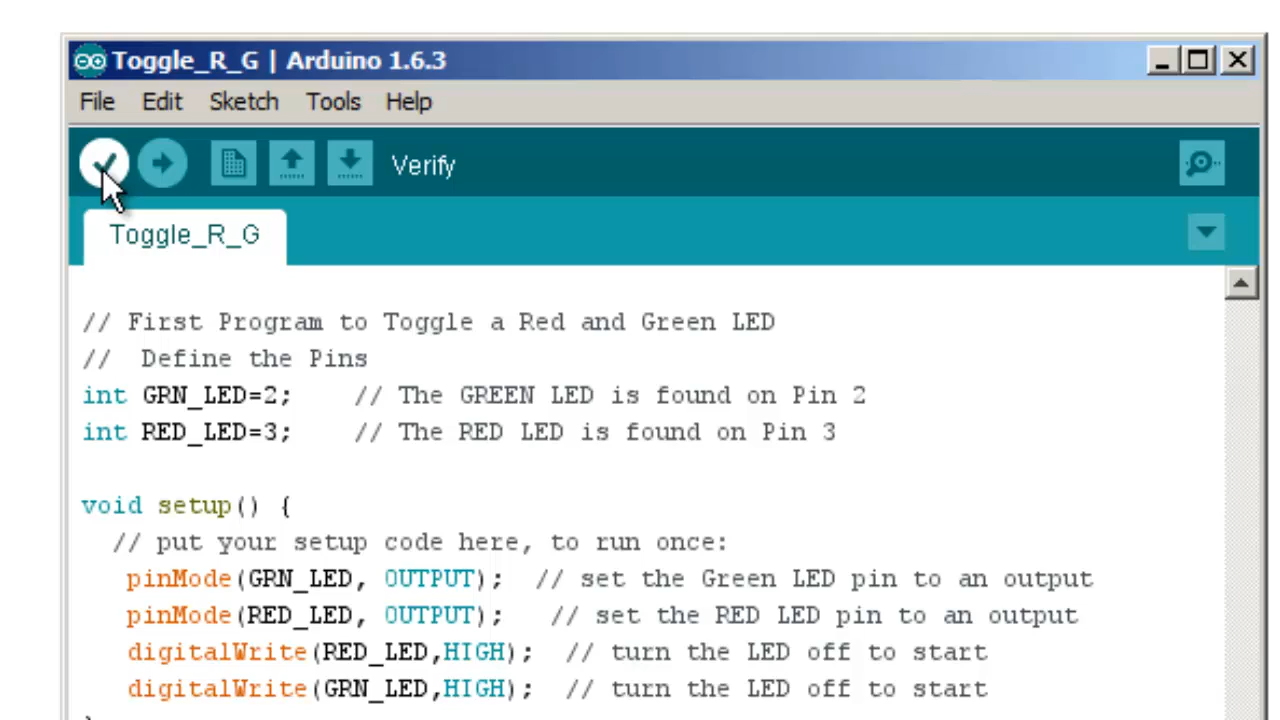 Toggle_R_G | Arduino 1.6.3
File Edit Sketch Tools Help
Verify
Toggle_R_G
// First Program to Toggle a Red and Green LED
//  Define the Pins
int GRN_LED=2;    // The GREEN LED is found on Pin 2
int RED_LED=3;    // The RED LED is found on Pin 3
void setup() {
  // put your setup code here, to run once:
   pinMode(GRN_LED, OUTPUT);  // set the Green LED pin to an output
   pinMode(RED_LED, OUTPUT);   // set the RED LED pin to an output
   digitalWrite(RED_LED,HIGH);  // turn the LED off to start
   digitalWrite(GRN_LED,HIGH);  // turn the LED off to start